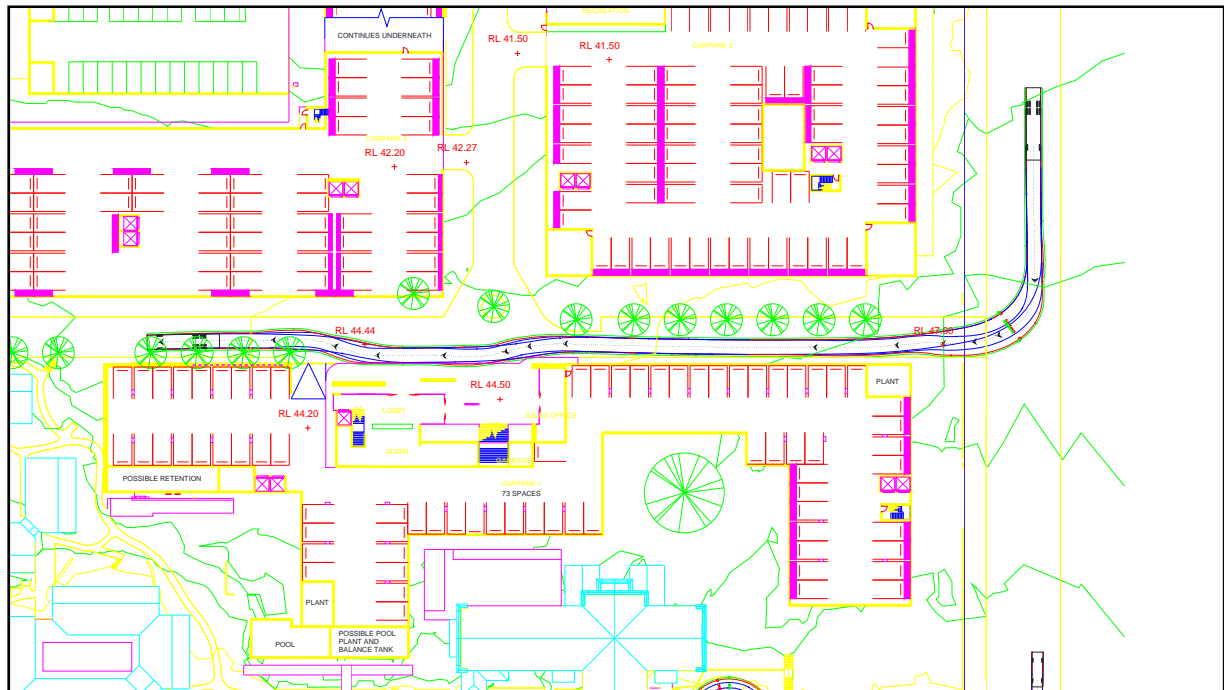 RECREATION
CONTINUES UNDERNEATH
RL 41.50
RL 41.50
CARPARK 3
RL 42.20
RL 42.27
RL 44.44
RL 47.00
RL 44.50
PLANT
RL 44.20
LOBBY
SALES OFFICE
ADMIN
POSSIBLE RETENTION
CARPARK 1
73 SPACES
PLANT
POOL
POSSIBLE POOL
PLANT AND
BALANCE TANK